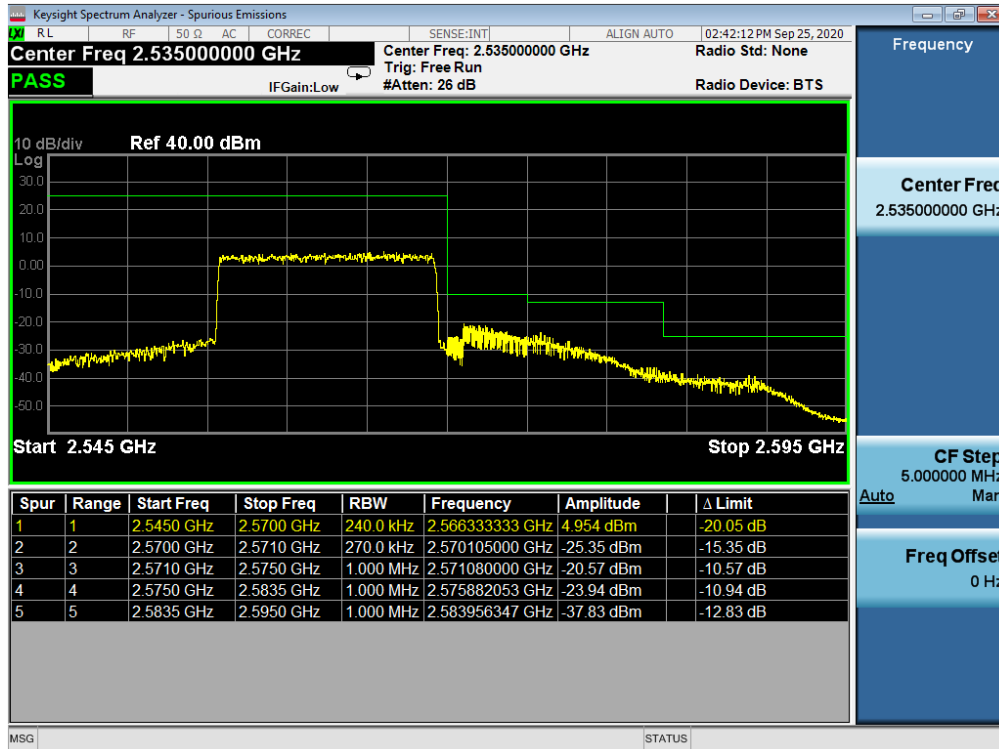 Keysight Spectrum Analyzer - Spurious Emissions
LXI RL RF 50 Ω AC CORREC SENSE:INT ALIGN AUTO 02:42:12 PM Sep 25, 2020
Center Freq 2.535000000 GHz
Center Freq: 2.535000000 GHz
Radio Std: None
Trig: Free Run
PASS
IFGain:Low
#Atten: 26 dB
Radio Device: BTS
10 dB/div Ref 40.00 dBm
Log
30.0
20.0
10.0
0.00
-10.0
-20.0
-30.0
-40.0
-50.0
Start 2.545 GHz Stop 2.595 GHz
Spur Range Start Freq Stop Freq RBW Frequency Amplitude Δ Limit
1 1 2.5450 GHz 2.5700 GHz 240.0 kHz 2.566333333 GHz 4.954 dBm -20.05 dB
2 2 2.5700 GHz 2.5710 GHz 270.0 kHz 2.570105000 GHz -25.35 dBm -15.35 dB
3 3 2.5710 GHz 2.5750 GHz 1.000 MHz 2.571080000 GHz -20.57 dBm -10.57 dB
4 4 2.5750 GHz 2.5835 GHz 1.000 MHz 2.575882053 GHz -23.94 dBm -10.94 dB
5 5 2.5835 GHz 2.5950 GHz 1.000 MHz 2.583956347 GHz -37.83 dBm -12.83 dB
Frequency
Center Freq
2.535000000 GHz
CF Step
5.000000 MHz
Auto Man
Freq Offset
0 Hz
MSG STATUS